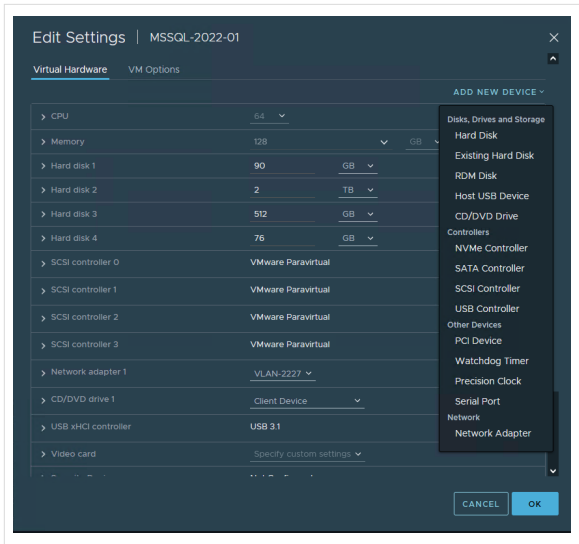 Edit Settings | MSSQL-2022-01
Virtual Hardware VM Options
ADD NEW DEVICE
CPU 64
Memory 128 GB
Hard disk 1 90 GB
Hard disk 2 2 TB
Hard disk 3 512 GB
Hard disk 4 76 GB
SCSI controller 0 VMware Paravirtual
SCSI controller 1 VMware Paravirtual
SCSI controller 2 VMware Paravirtual
SCSI controller 3 VMware Paravirtual
Network adapter 1 VLAN-2227
CD/DVD drive 1 Client Device
USB xHCI controller USB 3.1
Video card Specify custom settings
Disks, Drives and Storage
Hard Disk
Existing Hard Disk
RDM Disk
Host USB Device
CD/DVD Drive
Controllers
NVMe Controller
SATA Controller
SCSI Controller
USB Controller
Other Devices
PCI Device
Watchdog Timer
Precision Clock
Serial Port
Network
Network Adapter
CANCEL OK